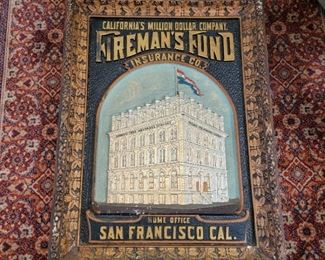 CALIFORNIA'S MILLION DOLLAR COMPANY.
FIREMAN'S FUND
INSURANCE CO.
HOME OFFICE
SAN FRANCISCO CAL.